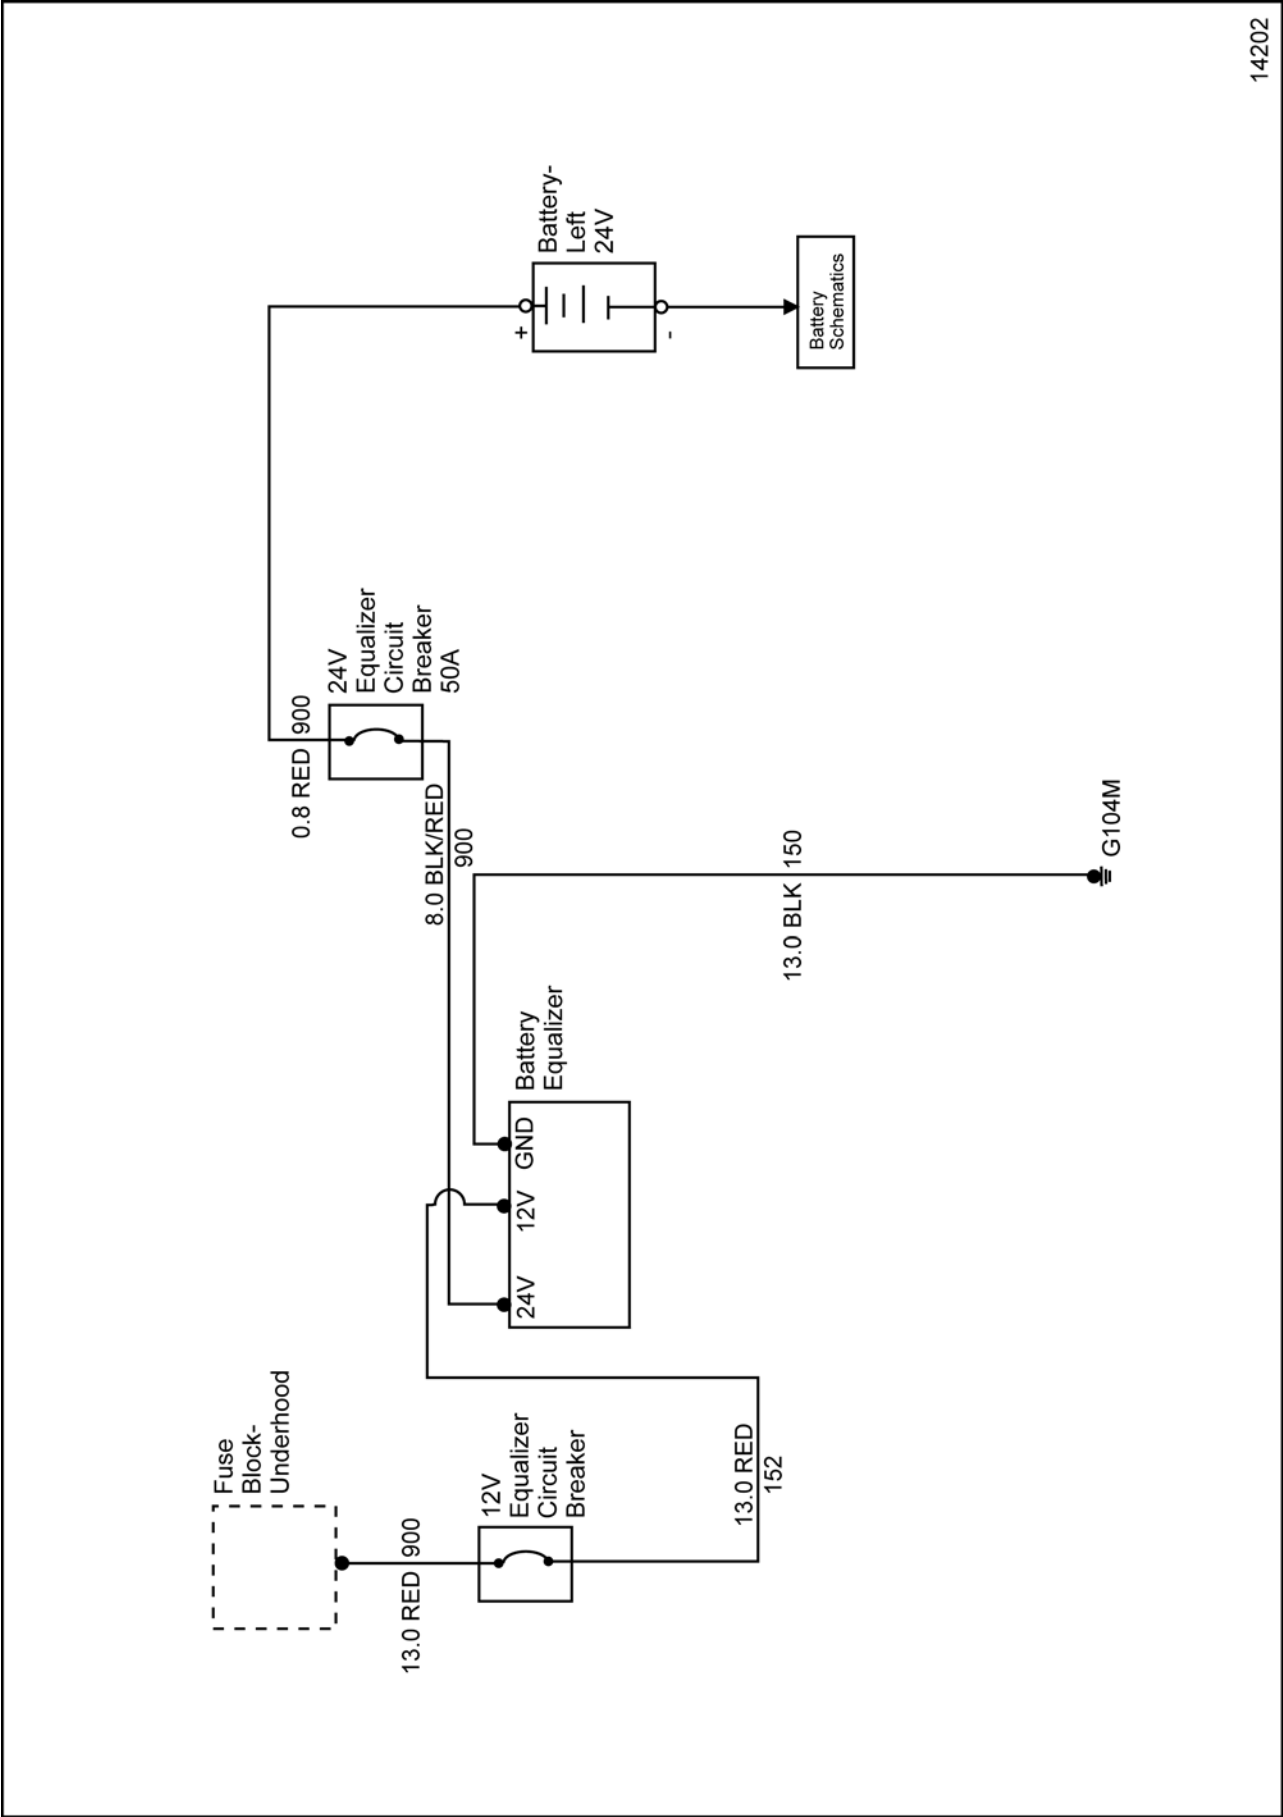 Fuse
Block-
Underhood
13.0 RED 900
12V
Equalizer
Circuit
Breaker
13.0 RED
152
24V
12V
GND
Battery
Equalizer
8.0 BLK/RED
900
0.8 RED 900
24V
Equalizer
Circuit
Breaker
50A
13.0 BLK 150
G104M
+
-
Battery-
Left
24V
Battery
Schematics
14202